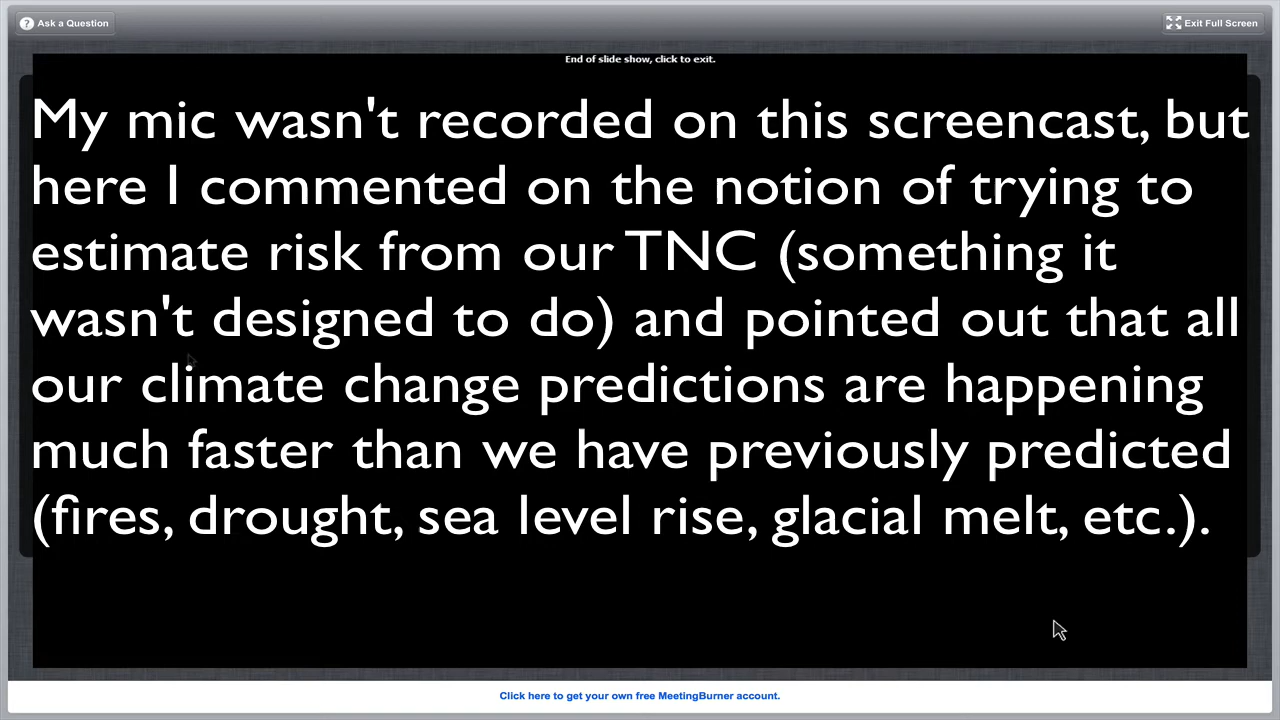 Ask a Question
Exit Full Screen
End of slide show, click to exit.
My mic wasn't recorded on this screencast, but
here I commented on the notion of trying to
estimate risk from our TNC (something it
wasn't designed to do) and pointed out that all
our climate change predictions are happening
much faster than we have previously predicted
(fires, drought, sea level rise, glacial melt, etc.).
Click here to get your own free MeetingBurner account.